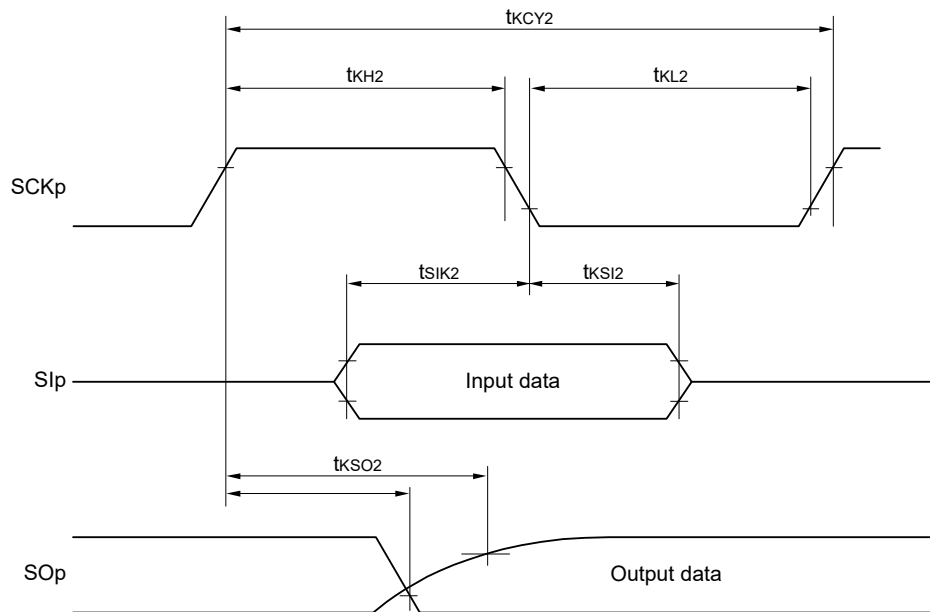 tKCY2
tKH2
tKL2
SCKp
tSIK2
tKSI2
SIp
Input data
tKSO2
SOp
Output data